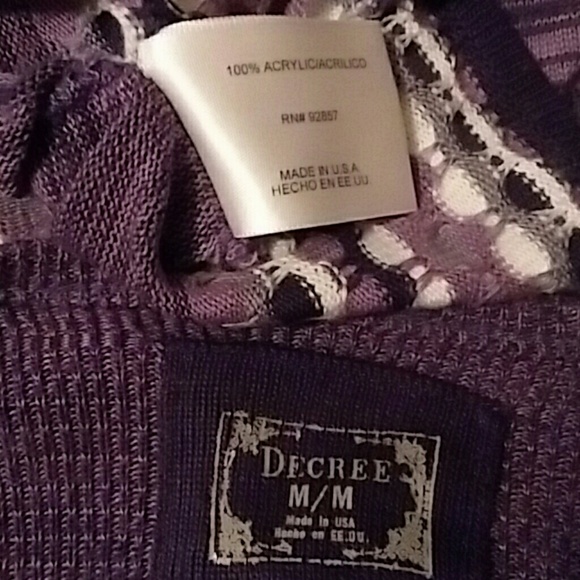 100% ACRYLIC/ACRILICO
RN# 92857
MADE IN U.S.A
HECHO EN EE.UU.
DECREE
M/M
Made in USA
Hecho en EE.UU.